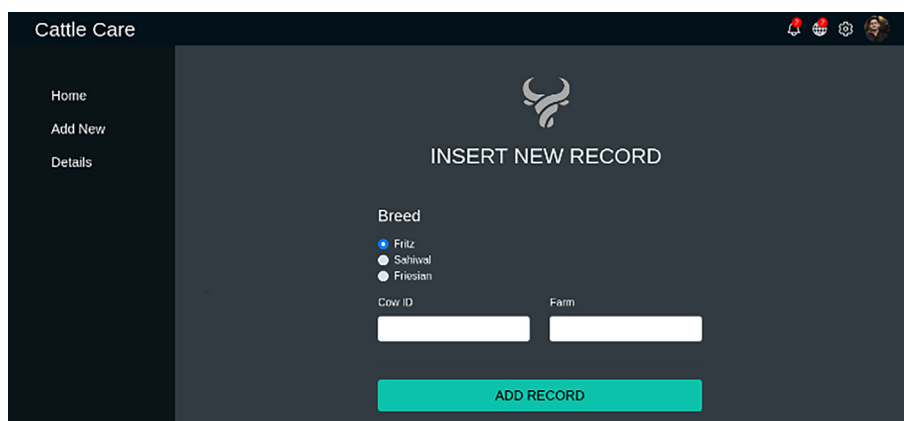 Cattle Care
Home
Add New
Details
INSERT NEW RECORD
Breed
Fritz
Sahiwal
Friesian
Cow ID Farm
ADD RECORD